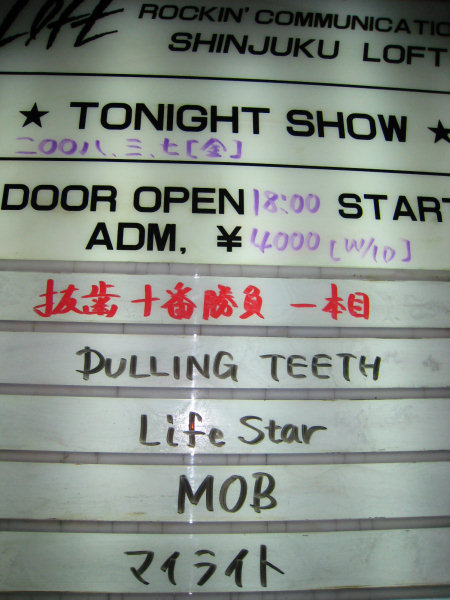 Loft
ROCKIN' COMMUNICATIO
SHINJUKU LOFT
★ TONIGHT SHOW ★
二〇〇八、三、七[金]
DOOR OPEN 18:00 START
ADM, ¥4000[W/1D]
抜歯十番勝負 一本目
PULLING TEETH
Life Star
MOB
マイライト